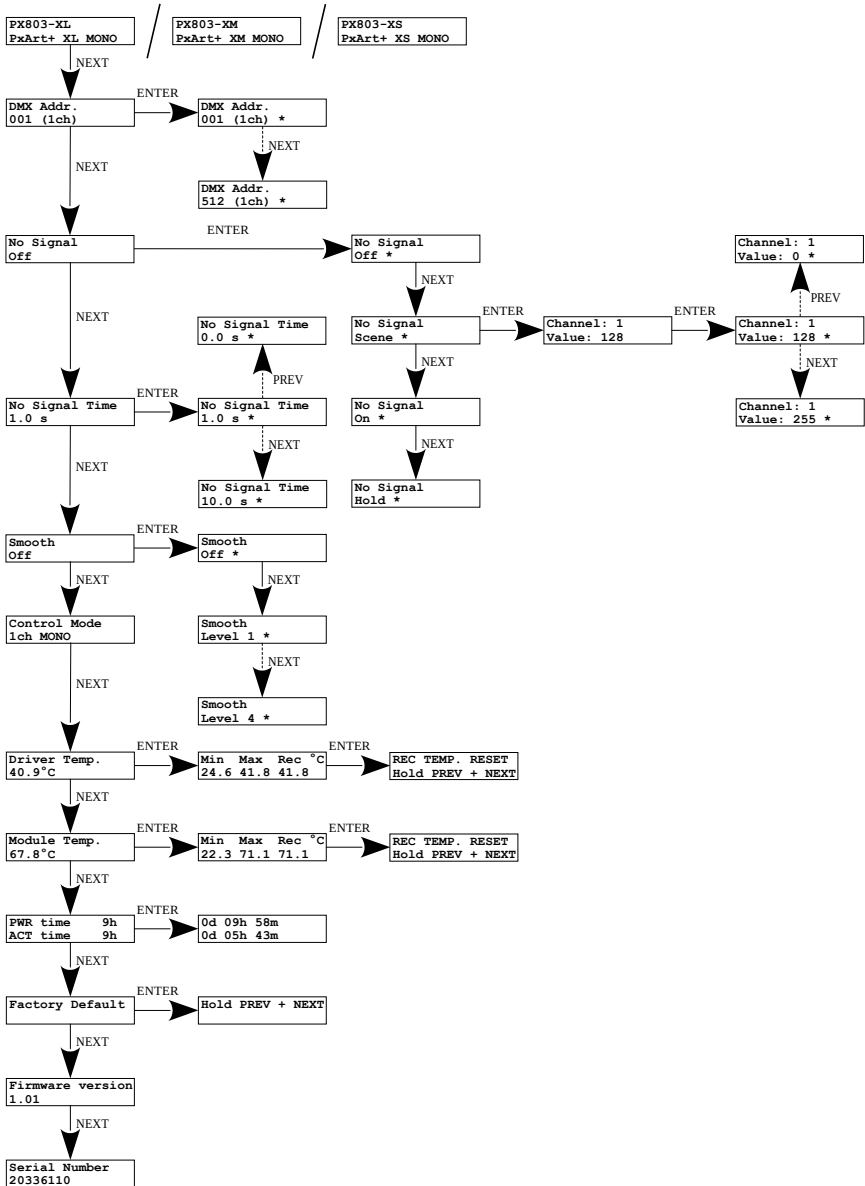 PX803-XL
PxArt+ XL MONO
PX803-XM
PxArt+ XM MONO
PX803-XS
PxArt+ XS MONO
NEXT
DMX Addr.
001 (1ch)
ENTER
DMX Addr.
001 (1ch) *
NEXT
DMX Addr.
512 (1ch) *
NEXT
No Signal
Off
ENTER
No Signal
Off *
NEXT
No Signal
Scene *
ENTER
Channel: 1
Value: 128
ENTER
Channel: 1
Value: 0 *
PREV
Channel: 1
Value: 128 *
NEXT
Channel: 1
Value: 255 *
NEXT
No Signal
On *
NEXT
No Signal
Hold *
NEXT
No Signal Time
1.0 s
ENTER
No Signal Time
0.0 s *
PREV
No Signal Time
1.0 s *
NEXT
No Signal Time
10.0 s *
NEXT
Smooth
Off
ENTER
Smooth
Off *
NEXT
Smooth
Level 1 *
NEXT
Smooth
Level 4 *
NEXT
Control Mode
1ch MONO
NEXT
Driver Temp.
40.9°C
ENTER
Min Max Rec °C
24.6 41.8 41.8
ENTER
REC TEMP. RESET
Hold PREV + NEXT
NEXT
Module Temp.
67.8°C
ENTER
Min Max Rec °C
22.3 71.1 71.1
ENTER
REC TEMP. RESET
Hold PREV + NEXT
NEXT
PWR time 9h
ACT time 9h
ENTER
0d 09h 58m
0d 05h 43m
NEXT
Factory Default
ENTER
Hold PREV + NEXT
NEXT
Firmware version
1.01
NEXT
Serial Number
20336110